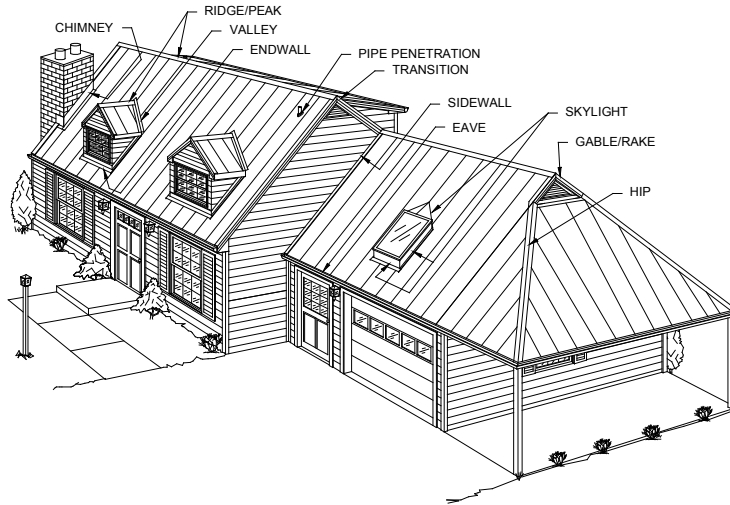 RIDGE/PEAK
CHIMNEY
VALLEY
ENDWALL
PIPE PENETRATION
TRANSITION
SIDEWALL
SKYLIGHT
EAVE
GABLE/RAKE
HIP